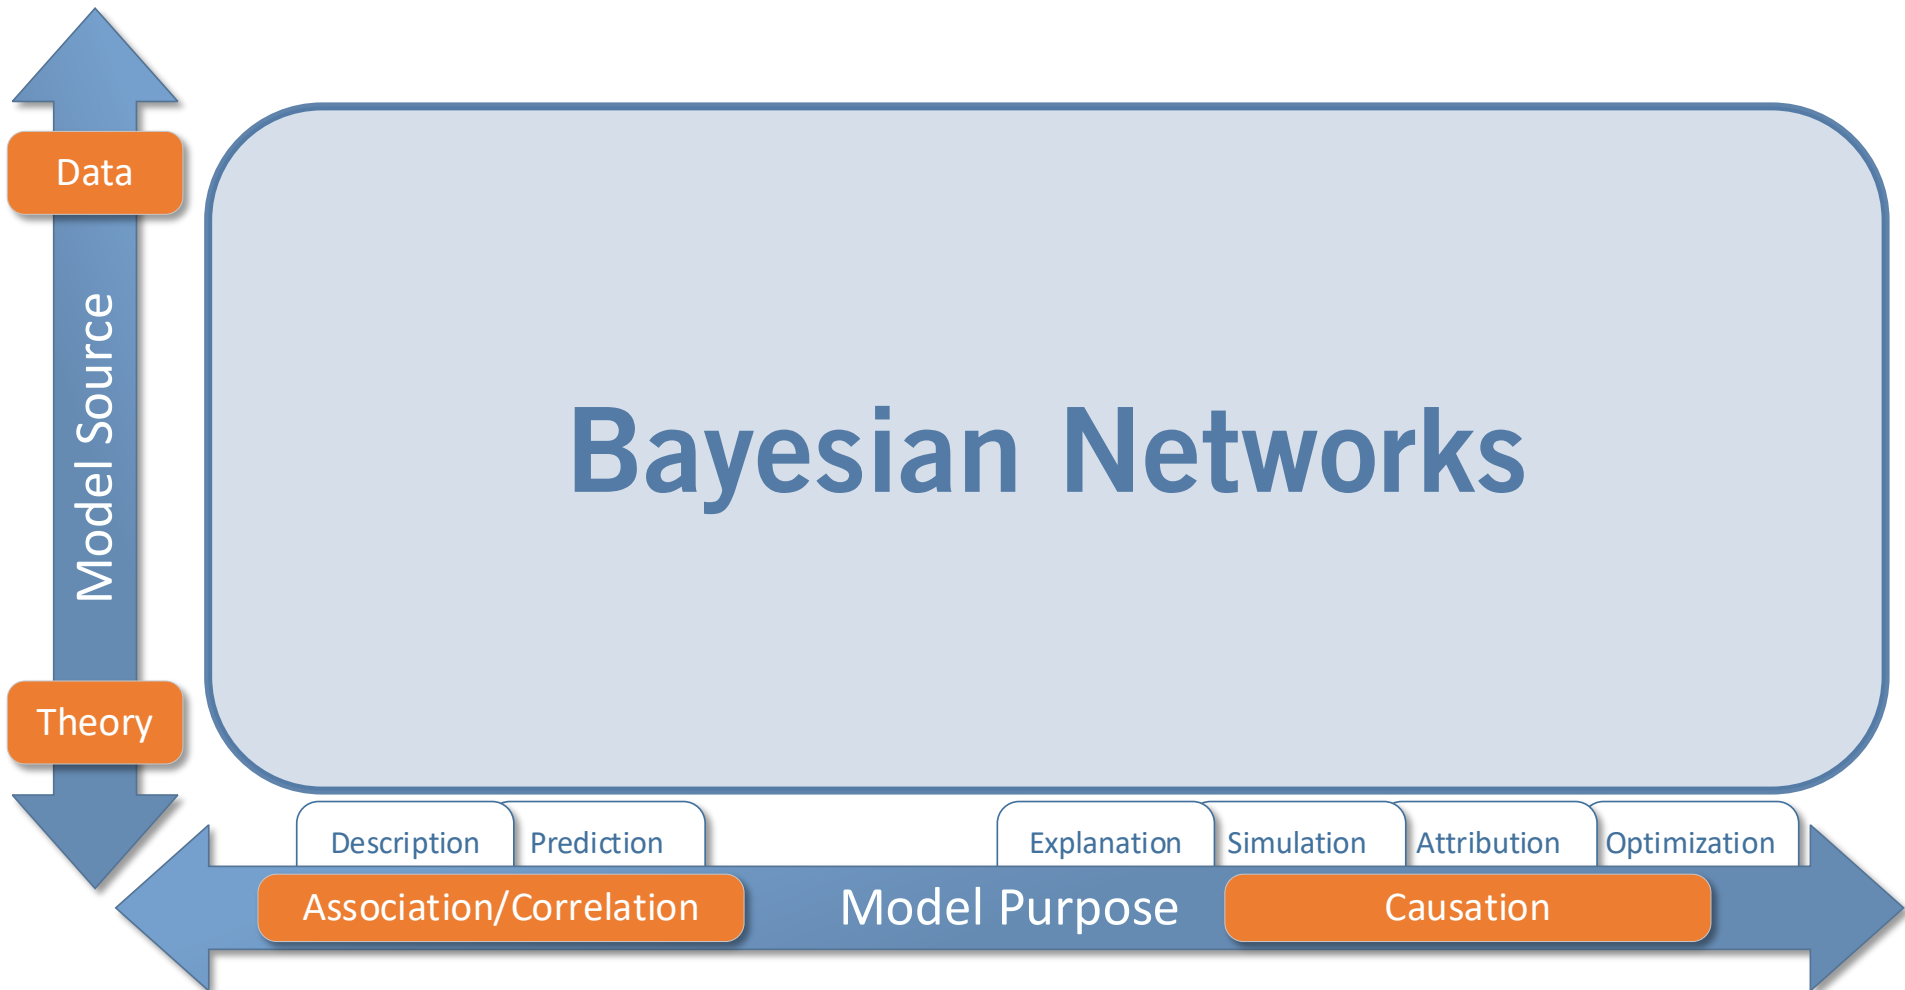 Data
Model Source
Theory
Bayesian Networks
Description Prediction Explanation Simulation Attribution Optimization
Association/Correlation Model Purpose Causation